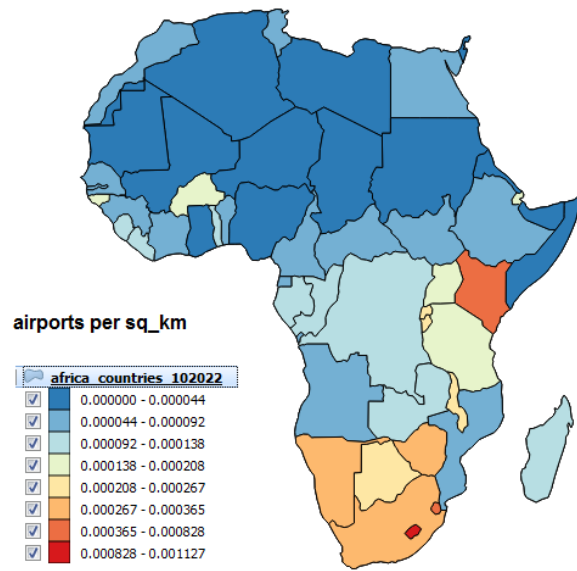 airports per sq_km
africa_countries_102022
0.000000 - 0.000044
0.000044 - 0.000092
0.000092 - 0.000138
0.000138 - 0.000208
0.000208 - 0.000267
0.000267 - 0.000365
0.000365 - 0.000828
0.000828 - 0.001127